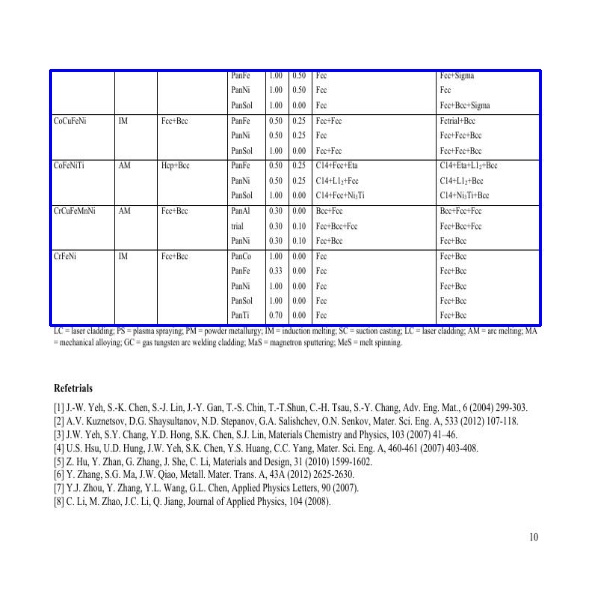 PanFe 1.00 0.50 Fcc Fcc+Sigma
PanNi 1.00 0.50 Fcc Fcc
PanSol 1.00 0.00 Fcc Fcc+Bcc+Sigma
CoCuFeNi IM Fcc+Bcc PanFe 0.50 0.25 Fcc+Fcc Fetrial+Bcc
PanNi 0.50 0.25 Fcc+Fcc Fcc+Fcc+Bcc
PanSol 1.00 0.00 Fcc+Fcc Fcc+Fcc+Bcc
CoFeNiTi AM Hcp+Bcc PanFe 0.50 0.25 C14+Fcc+Eta C14+Eta+L1₂+Bcc
PanNi 0.50 0.25 C14+L1₂+Fcc C14+L1₂+Bcc
PanSol 1.00 0.00 C14+Fcc+Ni₃Ti C14+Ni₃Ti+Bcc
CrCuFeMnNi AM Fcc+Bcc PanAl 0.30 0.00 Bcc+Fcc Bcc+Fcc+Fcc
trial 0.30 0.10 Fcc+Bcc+Fcc Fcc+Bcc+Fcc
PanNi 0.30 0.10 Fcc+Bcc Fcc+Bcc
CrFeNi IM Fcc+Bcc PanCo 1.00 0.00 Fcc Fcc+Bcc
PanFe 0.33 0.00 Fcc Fcc+Bcc
PanNi 1.00 0.00 Fcc Fcc+Bcc
PanSol 1.00 0.00 Fcc Fcc+Bcc
PanTi 0.70 0.00 Fcc Fcc+Bcc
LC = laser cladding; PS = plasma spraying; PM = powder metallurgy; IM = induction melting; SC = suction casting; LC = laser cladding; AM = arc melting; MA
= mechanical alloying; GC = gas tungsten arc welding cladding; MaS = magnetron sputtering; MeS = melt spinning.
Refetrials
[1] J.-W. Yeh, S.-K. Chen, S.-J. Lin, J.-Y. Gan, T.-S. Chin, T.-T.Shun, C.-H. Tsau, S.-Y. Chang, Adv. Eng. Mat., 6 (2004) 299-303.
[2] A.V. Kuznetsov, D.G. Shaysultanov, N.D. Stepanov, G.A. Salishchev, O.N. Senkov, Mater. Sci. Eng. A, 533 (2012) 107-118.
[3] J.W. Yeh, S.Y. Chang, Y.D. Hong, S.K. Chen, S.J. Lin, Materials Chemistry and Physics, 103 (2007) 41-46.
[4] U.S. Hsu, U.D. Hung, J.W. Yeh, S.K. Chen, Y.S. Huang, C.C. Yang, Mater. Sci. Eng. A, 460-461 (2007) 403-408.
[5] Z. Hu, Y. Zhan, G. Zhang, J. She, C. Li, Materials and Design, 31 (2010) 1599-1602.
[6] Y. Zhang, S.G. Ma, J.W. Qiao, Metall. Mater. Trans. A, 43A (2012) 2625-2630.
[7] Y.J. Zhou, Y. Zhang, Y.L. Wang, G.L. Chen, Applied Physics Letters, 90 (2007).
[8] C. Li, M. Zhao, J.C. Li, Q. Jiang, Journal of Applied Physics, 104 (2008).
10